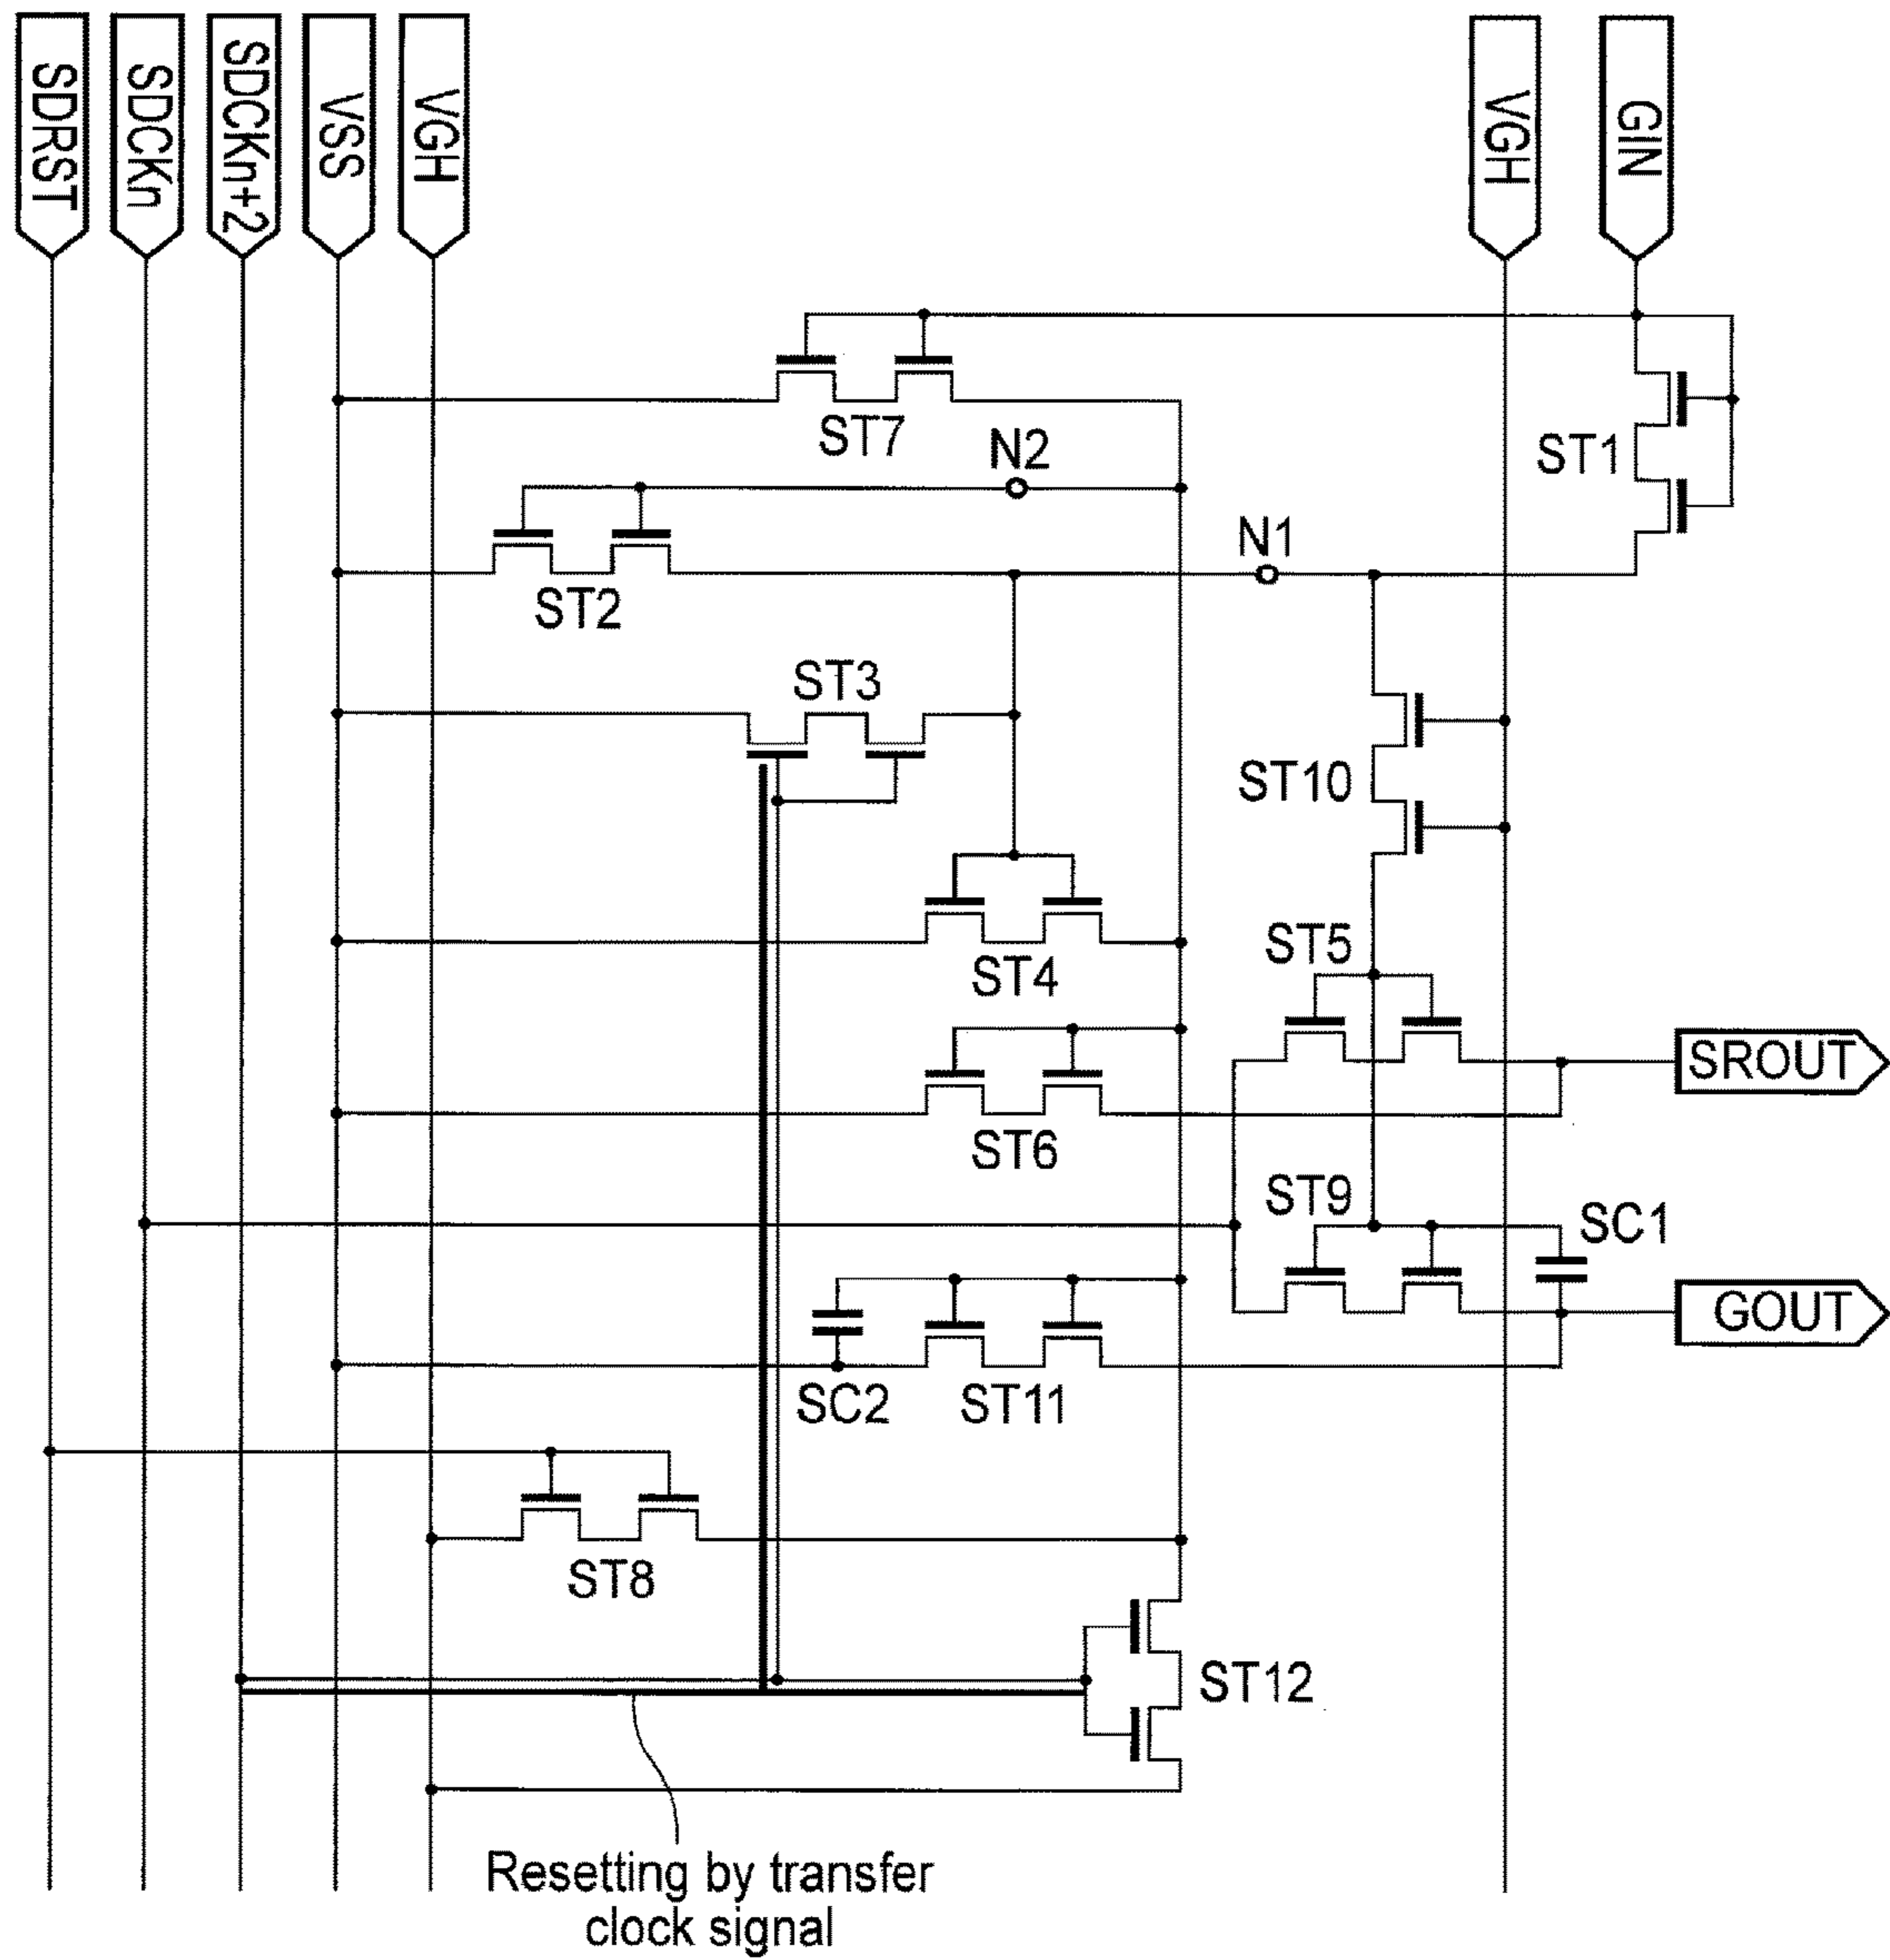 SDRST
SDCKn
SDCKn+2
VSS
VGH
VGH
GIN
ST7
ST1
N2
N1
ST2
ST3
ST10
ST5
ST4
SROUT
ST6
ST9
SC1
GOUT
SC2
ST11
ST8
ST12
Resetting by transfer
clock signal